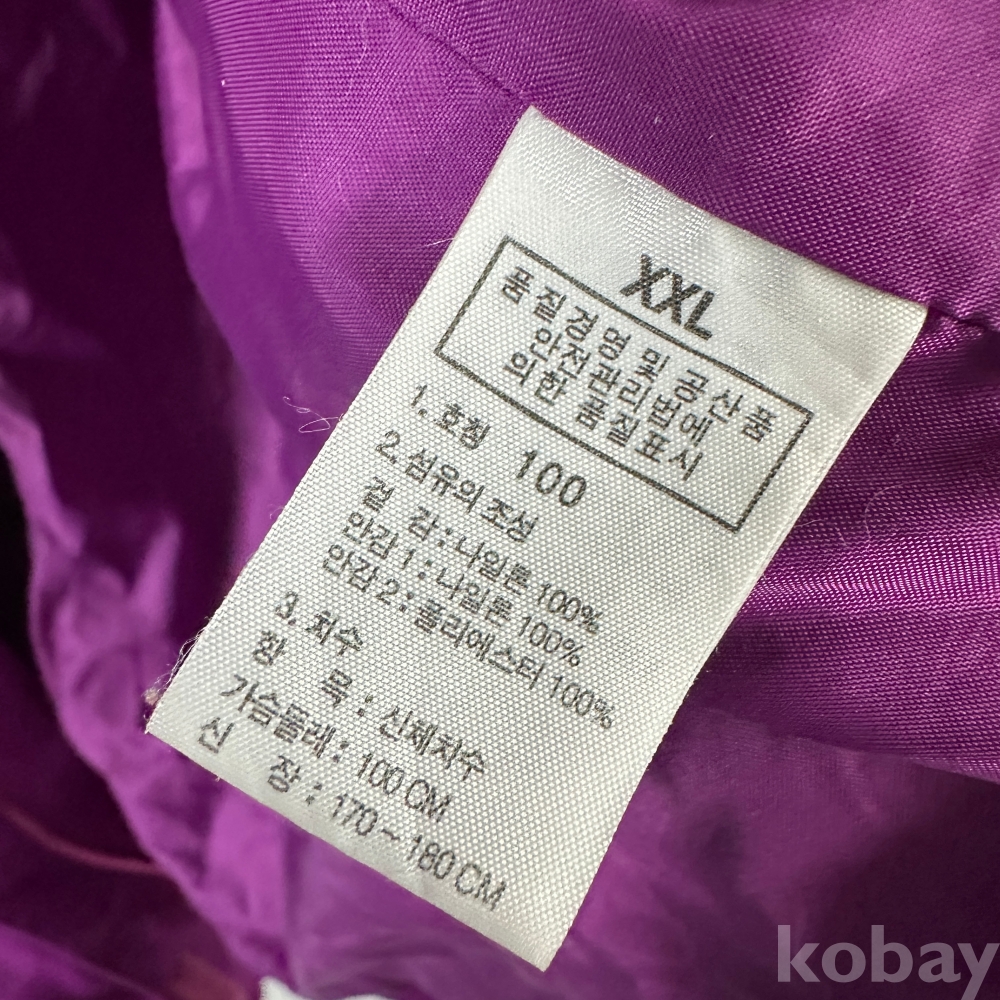 XXL
품질경영 및 공산품
안전관리법에
의한 품질표시
1. 호칭 100
2. 섬유의 조성
겉 감 : 나일론 100%
안감 1 : 나일론 100%
안감 2 : 폴리에스터 100%
3. 치수
항 목 : 신체치수
가슴둘레 : 100 CM
신 장 : 170 ~ 180 CM
kobay